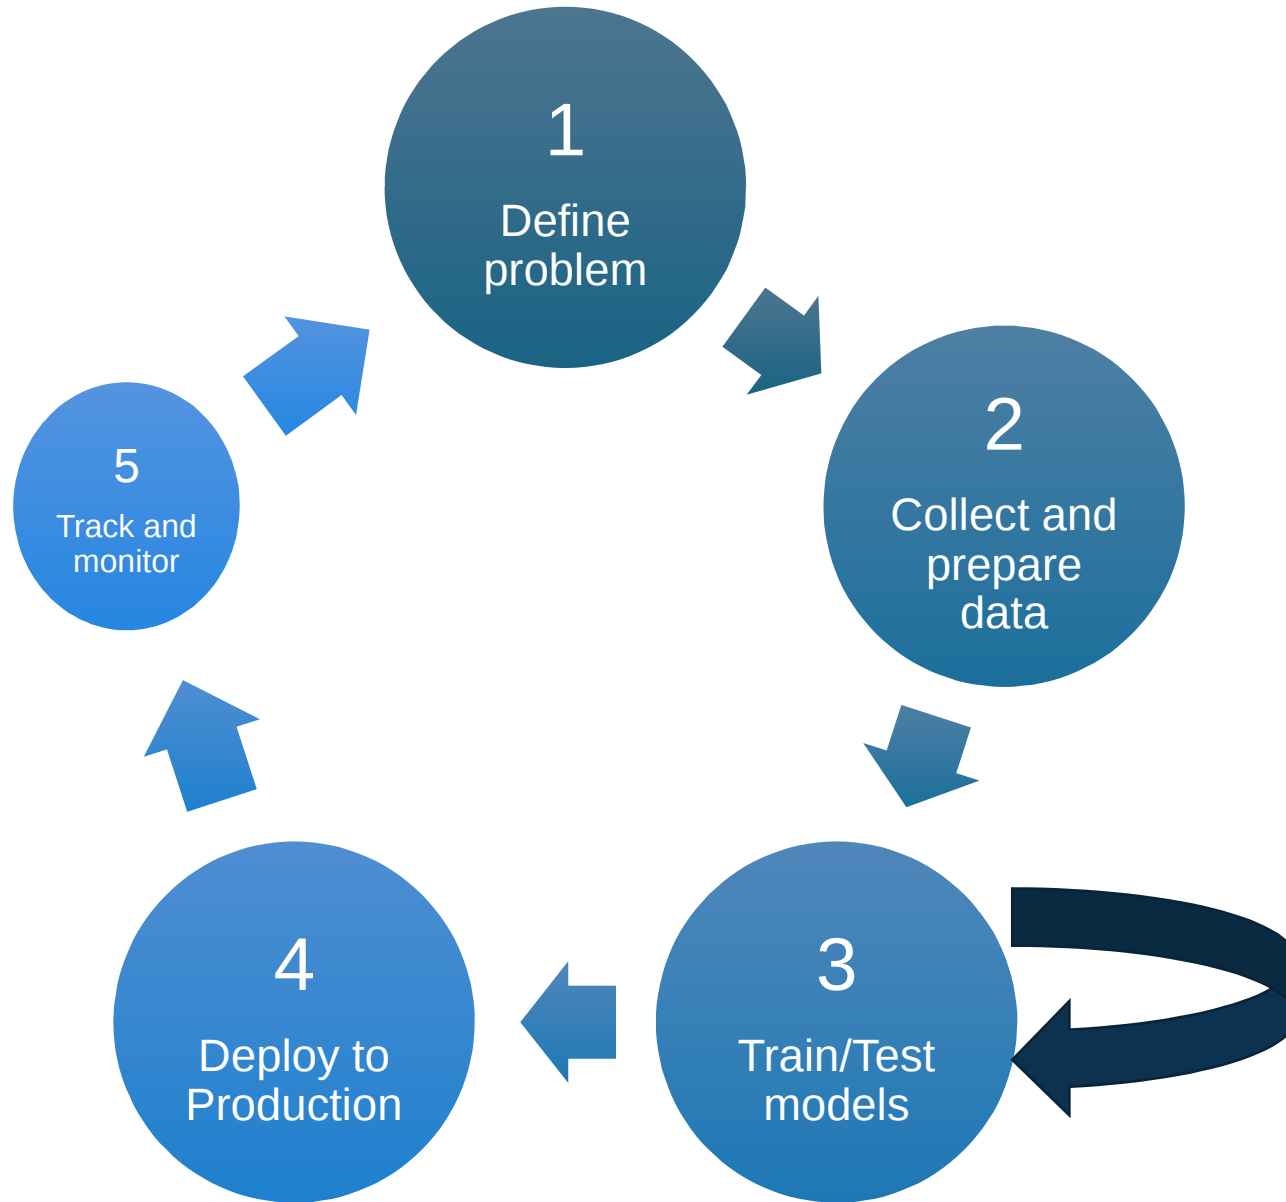 1
Define
problem
2
Collect and
prepare
data
3
Train/Test
models
4
Deploy to
Production
5
Track and
monitor